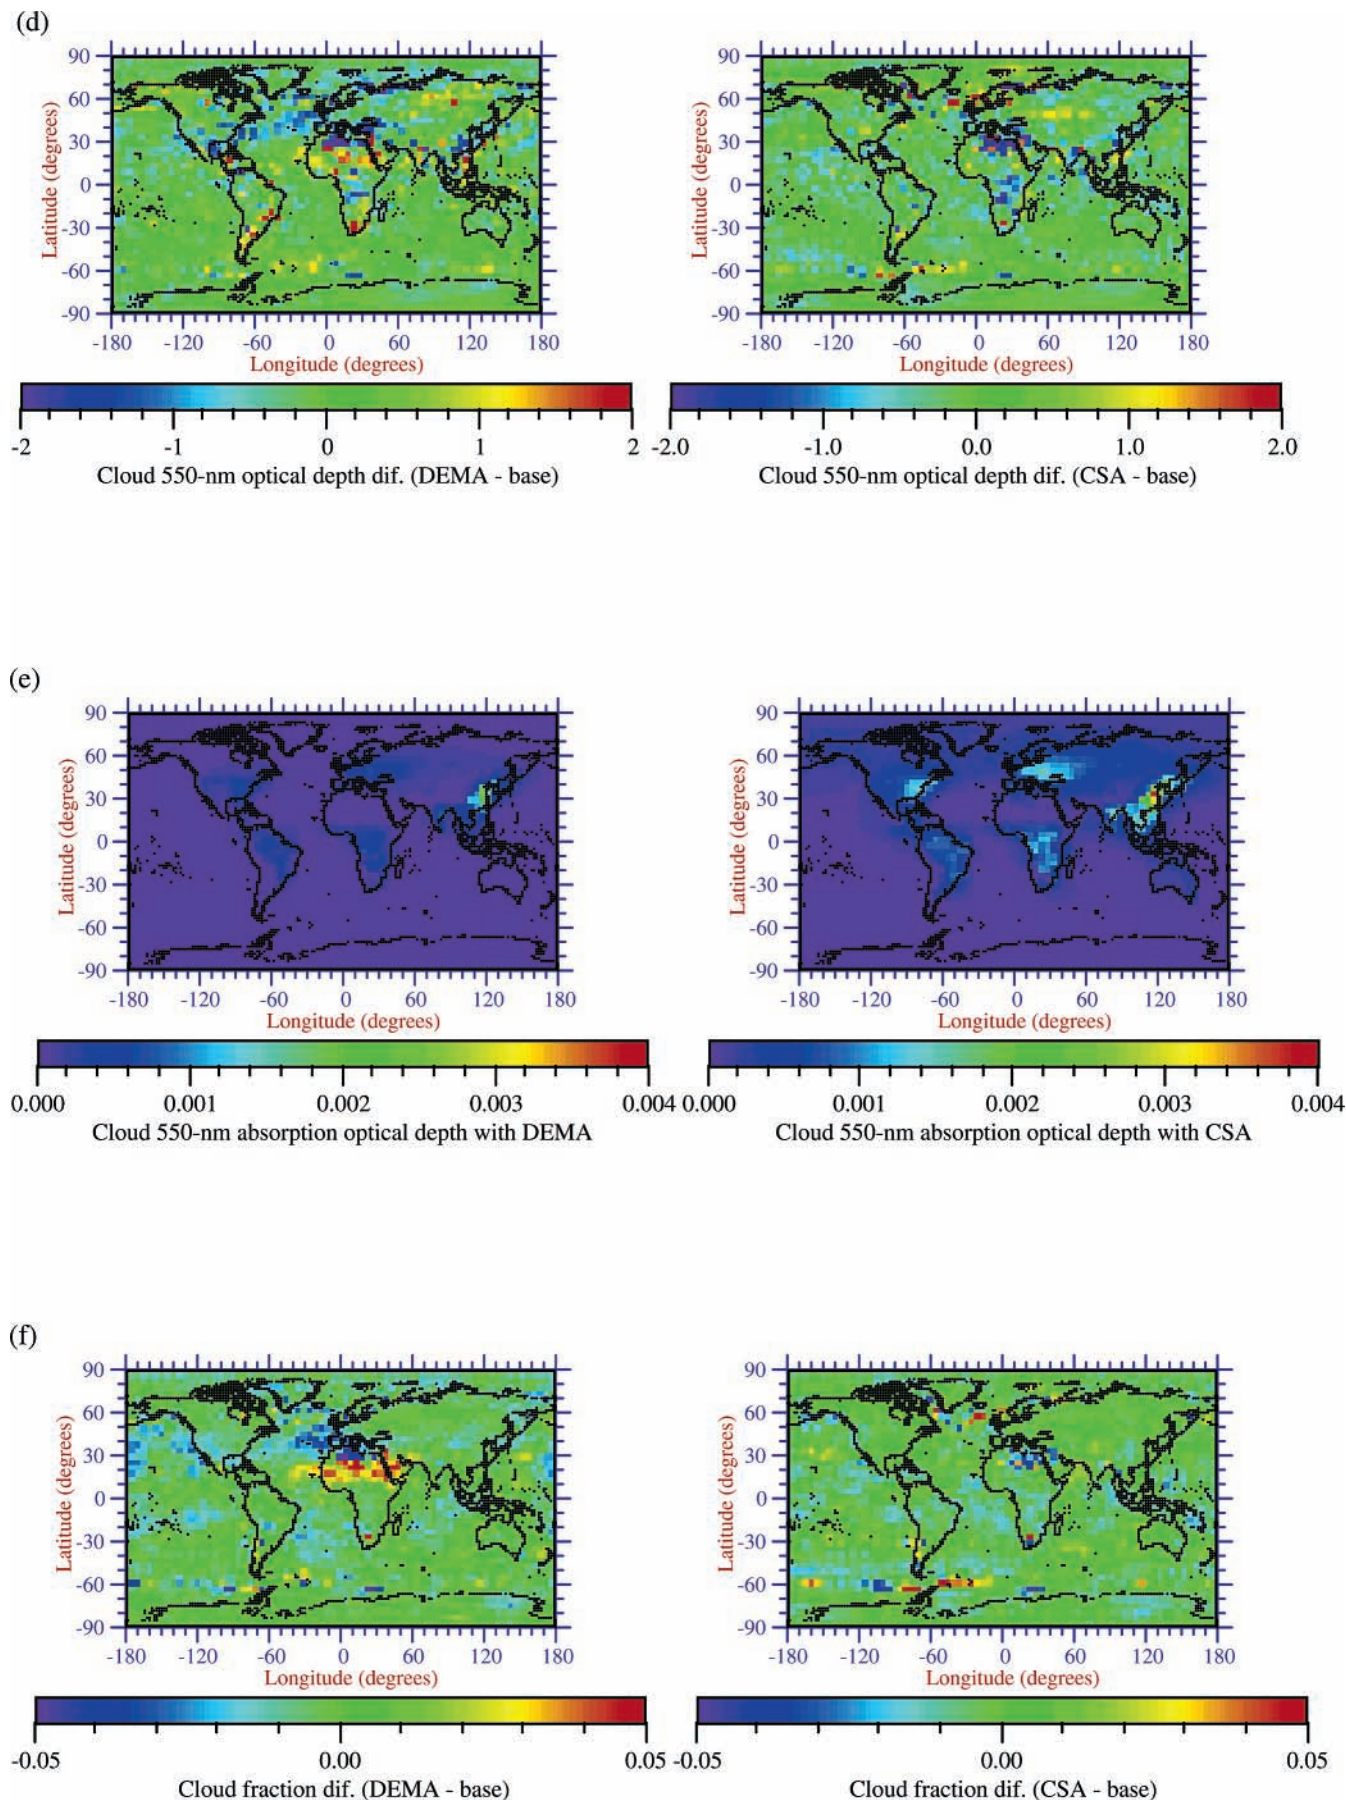 (d)
90
60
30
0
-30
-60
-90
Latitude (degrees)
-180 -120 -60 0 60 120 180
Longitude (degrees)
-2 -1 0 1 2
Cloud 550-nm optical depth dif. (DEMA - base)
90
60
30
0
-30
-60
-90
Latitude (degrees)
-180 -120 -60 0 60 120 180
Longitude (degrees)
-2.0 -1.0 0.0 1.0 2.0
Cloud 550-nm optical depth dif. (CSA - base)
(e)
90
60
30
0
-30
-60
-90
Latitude (degrees)
-180 -120 -60 0 60 120 180
Longitude (degrees)
0.000 0.001 0.002 0.003 0.004
Cloud 550-nm absorption optical depth with DEMA
90
60
30
0
-30
-60
-90
Latitude (degrees)
-180 -120 -60 0 60 120 180
Longitude (degrees)
0.000 0.001 0.002 0.003 0.004
Cloud 550-nm absorption optical depth with CSA
(f)
90
60
30
0
-30
-60
-90
Latitude (degrees)
-180 -120 -60 0 60 120 180
Longitude (degrees)
-0.05 0.00 0.05
Cloud fraction dif. (DEMA - base)
90
60
30
0
-30
-60
-90
Latitude (degrees)
-180 -120 -60 0 60 120 180
Longitude (degrees)
-0.05 0.00 0.05
Cloud fraction dif. (CSA - base)